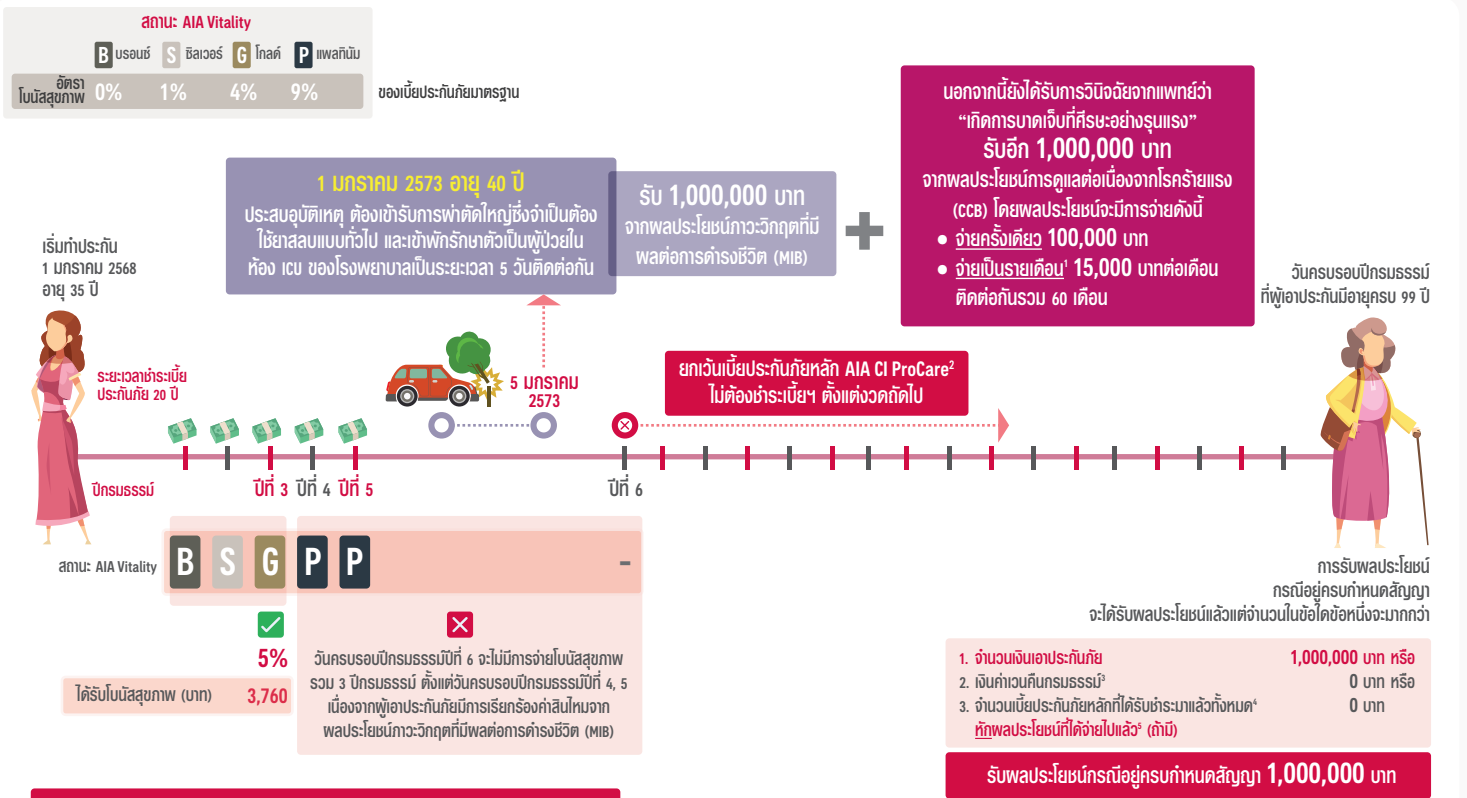 สถานะ AIA Vitality
B บรอนซ์ S ซิลเวอร์ G โกลด์ P แพลทินัม
อัตรา
โบนัสสุขภาพ 0% 1% 4% 9%
ของเบี้ยประกันภัยมาตรฐาน
1 มกราคม 2573 อายุ 40 ปี
ประสบอุบัติเหตุ ต้องเข้ารับการผ่าตัดใหญ่ซึ่งจำเป็นต้อง
ใช้ยาสลบแบบทั่วไป และเข้าพักรักษาตัวเป็นผู้ป่วยใน
ห้อง ICU ของโรงพยาบาลเป็นระยะเวลา 5 วันติดต่อกัน
รับ 1,000,000 บาท
จากผลประโยชน์ภาวะวิกฤตที่มี
ผลต่อการดำรงชีวิต (MIB)
นอกจากนี้ยังได้รับการวินิจฉัยจากแพทย์ว่า
“เกิดการบาดเจ็บที่ศีรษะอย่างรุนแรง”
รับอีก 1,000,000 บาท
จากผลประโยชน์การดูแลต่อเนื่องจากโรคร้ายแรง
(CCB) โดยผลประโยชน์จะมีการจ่ายดังนี้
• จ่ายครั้งเดียว 100,000 บาท
• จ่ายเป็นรายเดือน¹ 15,000 บาทต่อเดือน
ติดต่อกันรวม 60 เดือน
เริ่มทำประกัน
1 มกราคม 2568
อายุ 35 ปี
วันครบรอบปีกรมธรรม์
ที่ผู้เอาประกันมีอายุครบ 99 ปี
ระยะเวลาชำระเบี้ย
ประกันภัย 20 ปี
5 มกราคม
2573
ยกเว้นเบี้ยประกันภัยหลัก AIA CI ProCare²
ไม่ต้องชำระเบี้ยฯ ตั้งแต่งวดถัดไป
ปีกรมธรรม์ ปีที่ 3 ปีที่ 4 ปีที่ 5 ปีที่ 6
สถานะ AIA Vitality B S G P P -
5%
ได้รับโบนัสสุขภาพ (บาท) 3,760
วันครบรอบปีกรมธรรม์ปีที่ 6 จะไม่มีการจ่ายโบนัสสุขภาพ
รวม 3 ปีกรมธรรม์ ตั้งแต่วันครบรอบปีกรมธรรม์ปีที่ 4, 5
เนื่องจากผู้เอาประกันภัยมีการเรียกร้องค่าสินไหมจาก
ผลประโยชน์ภาวะวิกฤตที่มีผลต่อการดำรงชีวิต (MIB)
การรับผลประโยชน์
กรณีอยู่ครบกำหนดสัญญา
จะได้รับผลประโยชน์แล้วแต่จำนวนในข้อใดข้อหนึ่งจะมากกว่า
1. จำนวนเงินเอาประกันภัย 1,000,000 บาท หรือ
2. เงินค่าเวนคืนกรมธรรม์³ 0 บาท หรือ
3. จำนวนเบี้ยประกันภัยหลักที่ได้รับชำระมาแล้วทั้งหมด⁴ 0 บาท
หักผลประโยชน์ที่ได้จ่ายไปแล้ว⁵ (ถ้ามี)
รับผลประโยชน์กรณีอยู่ครบกำหนดสัญญา 1,000,000 บาท